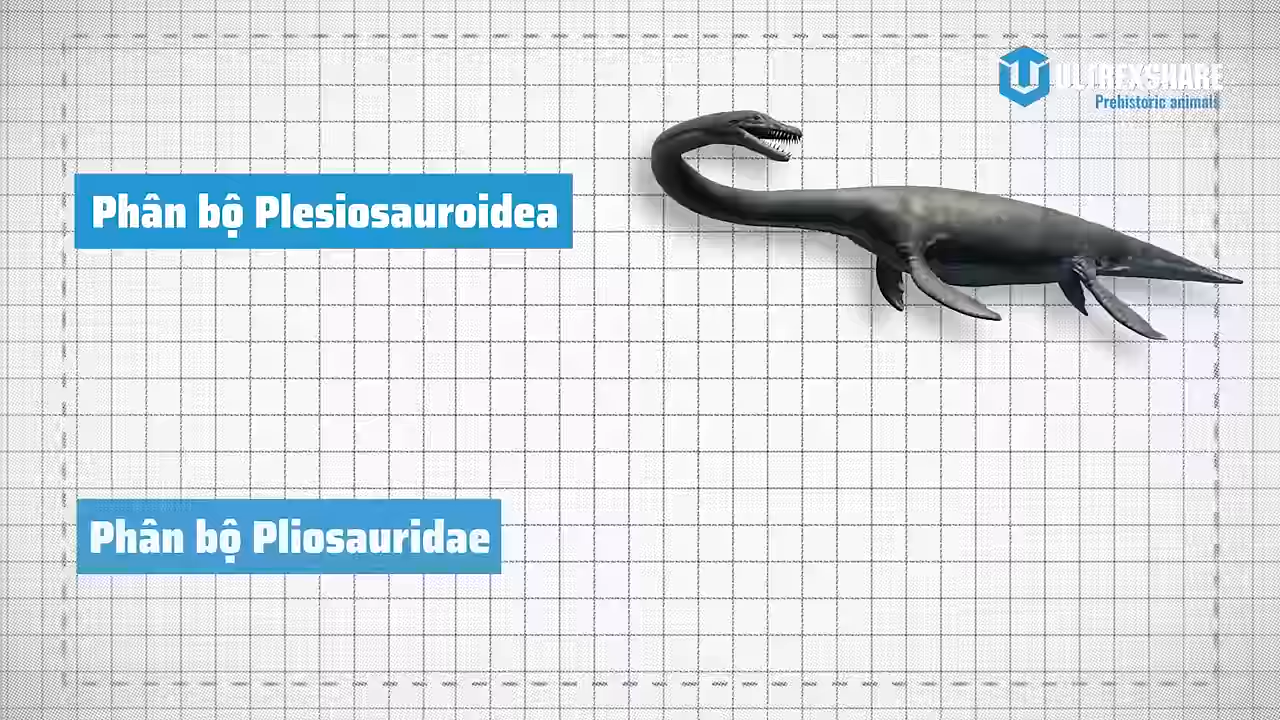 ULTREXSHARE
Prehistoric animals
Phân bộ Plesiosauroidea
Phân bộ Pliosauridae